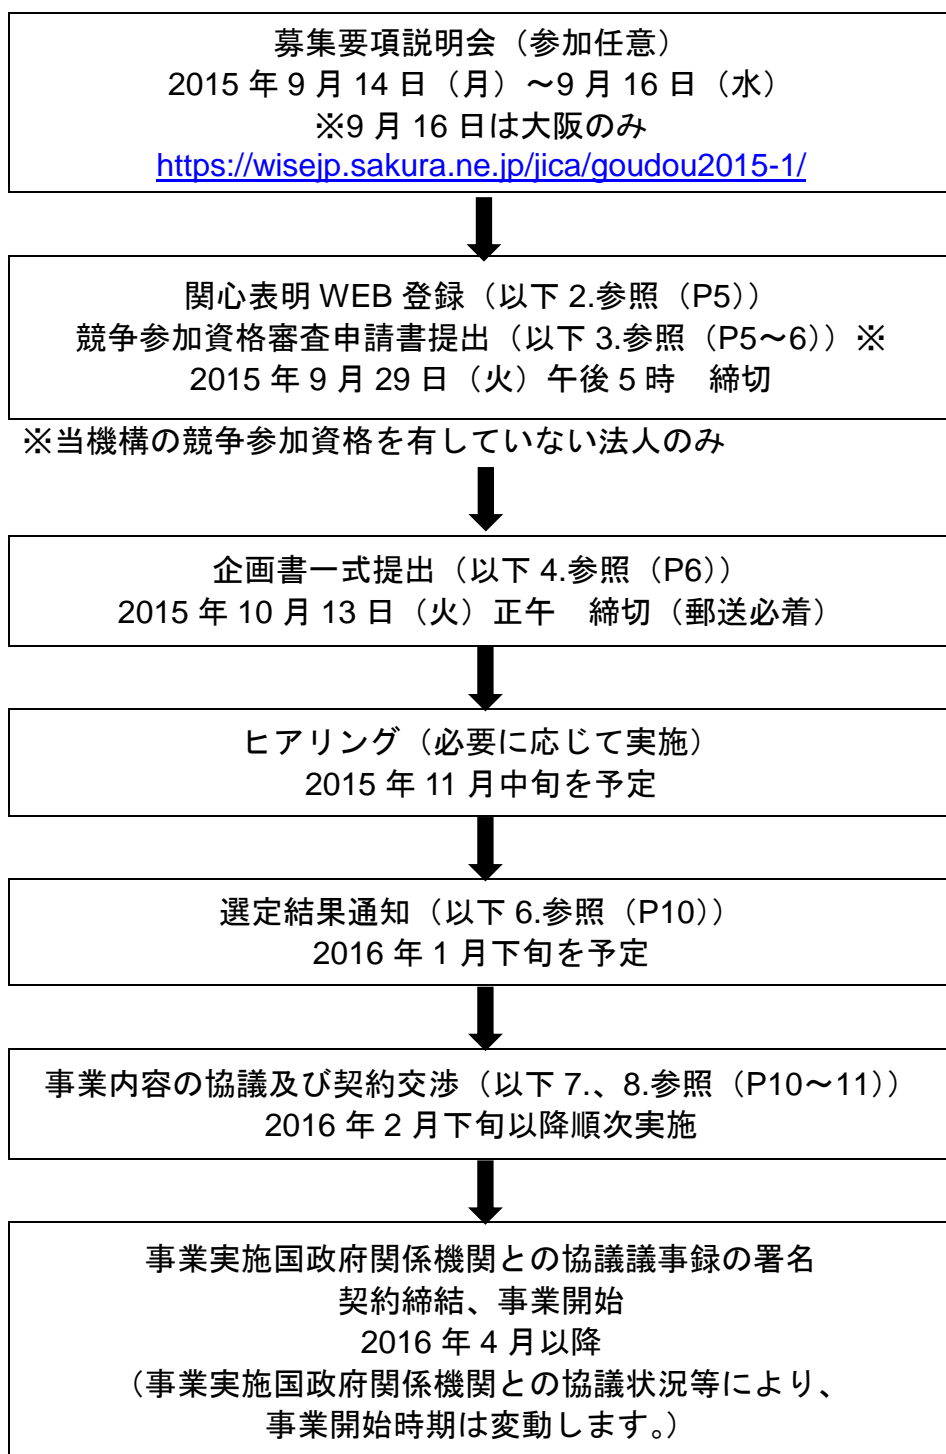 募集要項説明会（参加任意）
2015 年 9 月 14 日（月）～9 月 16 日（水）
※9 月 16 日は大阪のみ
https://wisejp.sakura.ne.jp/jica/goudou2015-1/
関心表明 WEB 登録（以下 2.参照（P5））
競争参加資格審査申請書提出（以下 3.参照（P5～6））※
2015 年 9 月 29 日（火）午後 5 時　締切
※当機構の競争参加資格を有していない法人のみ
企画書一式提出（以下 4.参照（P6））
2015 年 10 月 13 日（火）正午　締切（郵送必着）
ヒアリング（必要に応じて実施）
2015 年 11 月中旬を予定
選定結果通知（以下 6.参照（P10））
2016 年 1 月下旬を予定
事業内容の協議及び契約交渉（以下 7.、8.参照（P10～11））
2016 年 2 月下旬以降順次実施
事業実施国政府関係機関との協議議事録の署名
契約締結、事業開始
2016 年 4 月以降
（事業実施国政府関係機関との協議状況等により、
事業開始時期は変動します。）